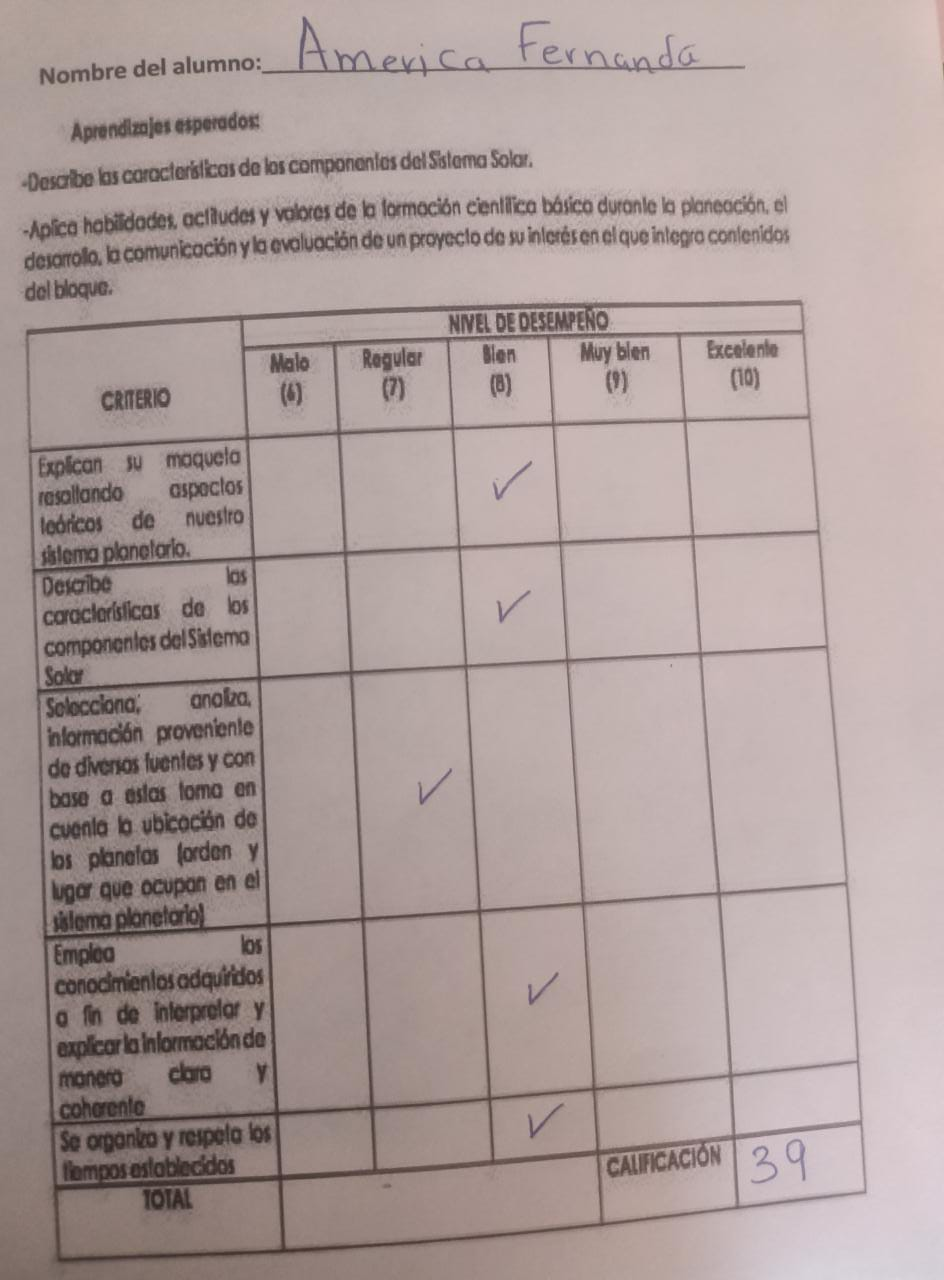 Nombre del alumno: America Fernanda
Aprendizajes esperados:
-Describe las características de los componentes del Sistema Solar.
-Aplica habilidades, actitudes y valores de la formación científica básica durante la planeación, el
desarrollo, la comunicación y la evaluación de un proyecto de su interés en el que integra contenidos
del bloque.
NIVEL DE DESEMPEÑO
CRITERIO
Malo
(6)
Regular
(7)
Bien
(8)
Muy bien
(9)
Excelente
(10)
Explican su maqueta
resaltando aspectos
teóricos de nuestro
sistema planetario.
✓
Describe las
características de los
componentes del Sistema
Solar
✓
Selecciona, analiza,
información proveniente
de diversas fuentes y con
base a estas toma en
cuenta la ubicación de
los planetas (orden y
lugar que ocupan en el
sistema planetario)
✓
Emplea los
conocimientos adquiridos
a fin de interpretar y
explicar la información de
manera clara y
coherente
✓
Se organiza y respeta los
tiempos establecidos
✓
TOTAL
CALIFICACIÓN
39